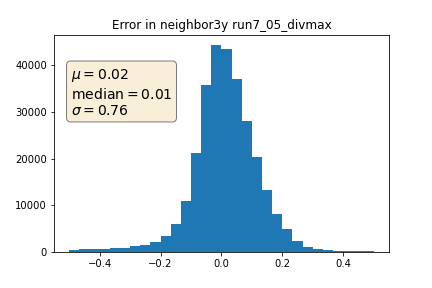 Error in neighbor3y run7_05_divmax
μ = 0.02
median = 0.01
σ = 0.76
40000
30000
20000
10000
0
−0.4 −0.2 0.0 0.2 0.4